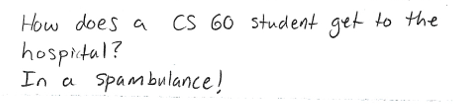 How does a CS 60 student get to the
hospital?
In a spambulance!